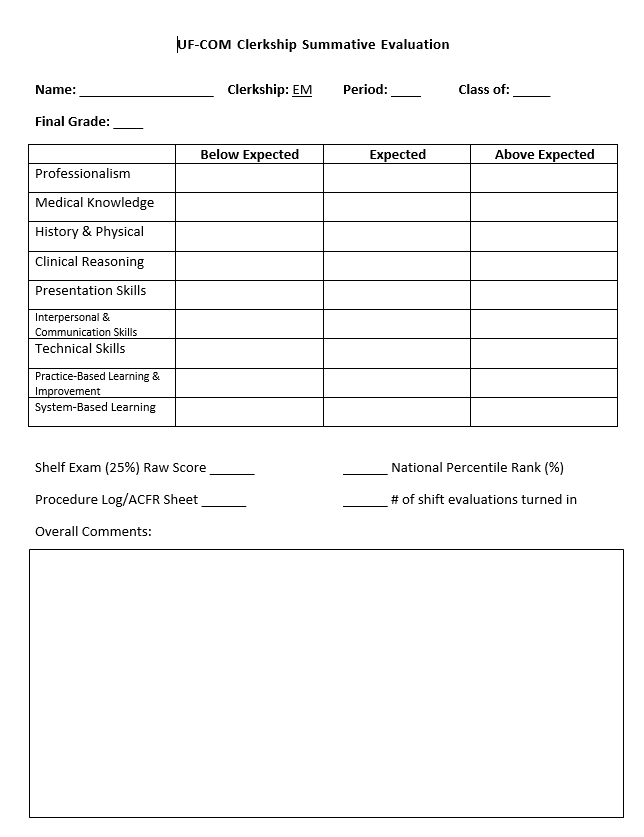 UF-COM Clerkship Summative Evaluation
Name: ___________________ Clerkship: EM Period: ____ Class of: _____
Final Grade: ____
Below Expected Expected Above Expected
Professionalism
Medical Knowledge
History & Physical
Clinical Reasoning
Presentation Skills
Interpersonal &
Communication Skills
Technical Skills
Practice-Based Learning &
Improvement
System-Based Learning
Shelf Exam (25%) Raw Score ______ ______ National Percentile Rank (%)
Procedure Log/ACFR Sheet ______ ______ # of shift evaluations turned in
Overall Comments: